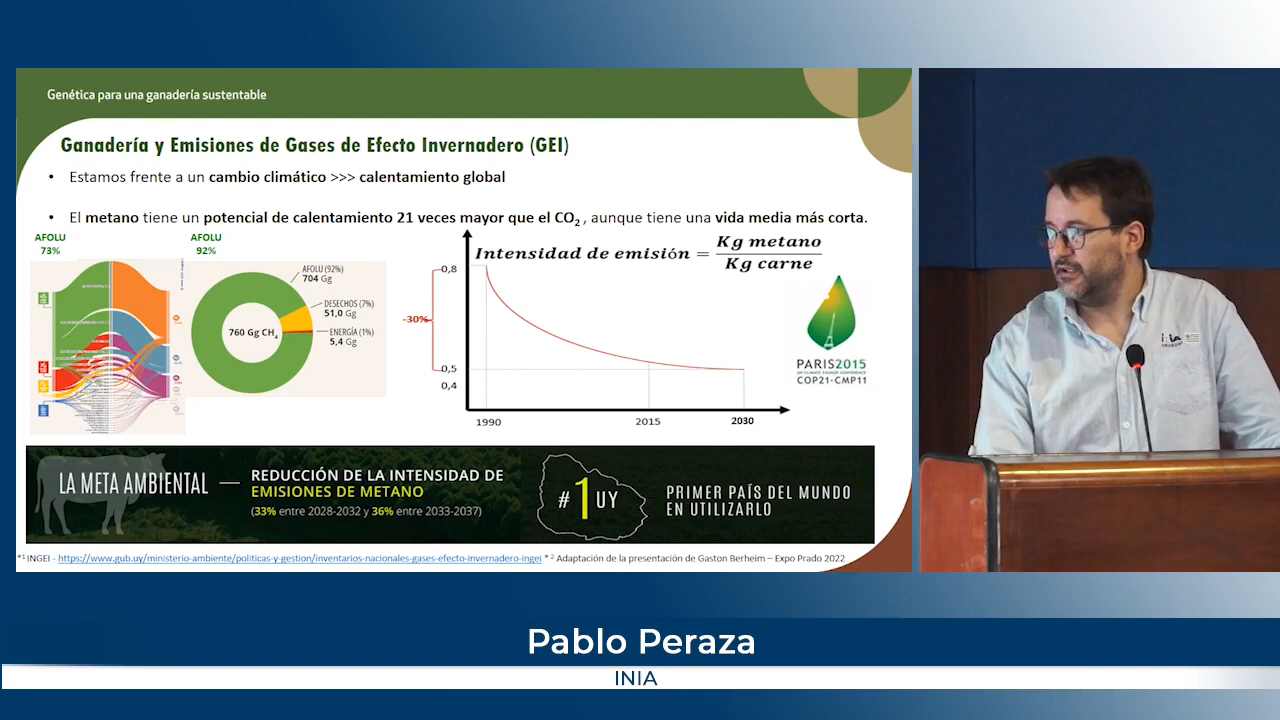 Genética para una ganadería sustentable
Ganadería y Emisiones de Gases de Efecto Invernadero (GEI)
• Estamos frente a un cambio climático >>> calentamiento global
• El metano tiene un potencial de calentamiento 21 veces mayor que el CO2 , aunque tiene una vida media más corta.
AFOLU
73%
AFOLU
92%
AFOLU (92%)
704 Gg
DESECHOS (7%)
51,0 Gg
ENERGÍA (1%)
5,4 Gg
760 Gg CH4
Intensidad de emisión = Kg metano
Kg carne
0,8
-30%
0,5
0,4
1990
2015
2030
PARIS2015
UN CLIMATE CHANGE CONFERENCE
COP21·CMP11
LA META AMBIENTAL —
REDUCCIÓN DE LA INTENSIDAD DE
EMISIONES DE METANO
(33% entre 2028-2032 y 36% entre 2033-2037)
#1UY
PRIMER PAÍS DEL MUNDO
EN UTILIZARLO
*1 INGEI - https://www.gub.uy/ministerio-ambiente/politicas-y-gestion/inventarios-nacionales-gases-efecto-invernadero-ingei *2 Adaptación de la presentación de Gaston Berheim – Expo Prado 2022
Pablo Peraza
INIA